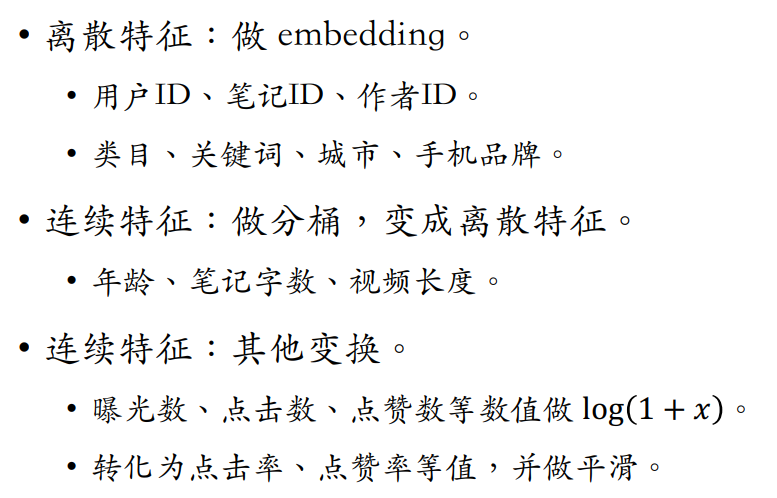 • 离散特征：做 embedding。
• 用户ID、笔记ID、作者ID。
• 类目、关键词、城市、手机品牌。
• 连续特征：做分桶，变成离散特征。
• 年龄、笔记字数、视频长度。
• 连续特征：其他变换。
• 曝光数、点击数、点赞数等数值做 log(1 + x)。
• 转化为点击率、点赞率等值，并做平滑。